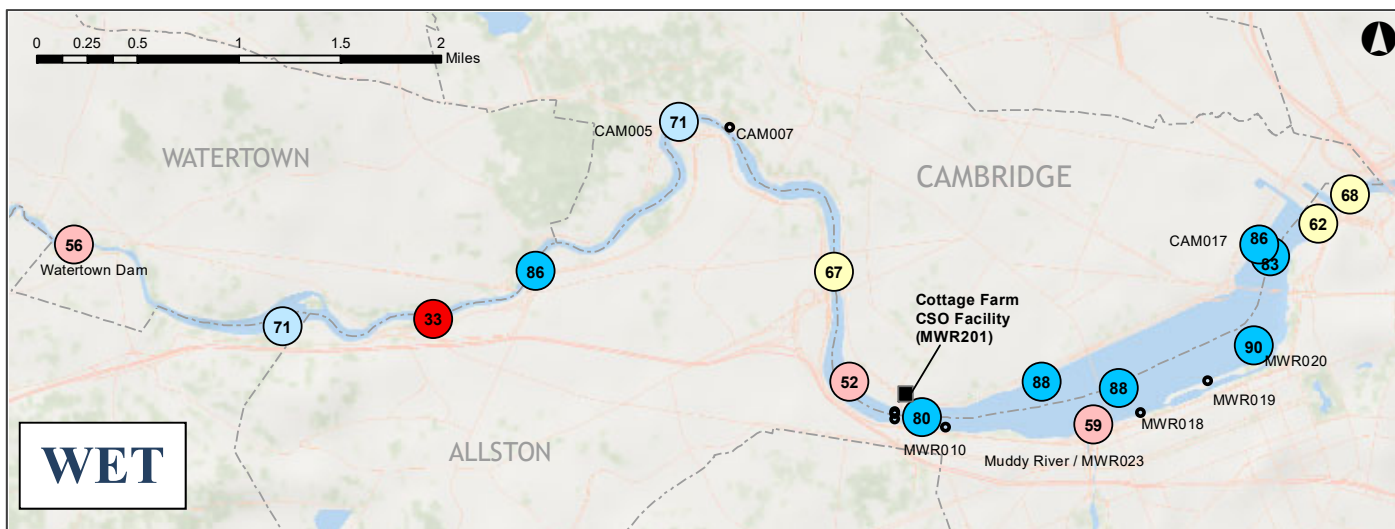 0 0.25 0.5 1 1.5 2
Miles
CAM005
71
CAM007
WATERTOWN
CAMBRIDGE
68
62
56
Watertown Dam
86
67
CAM017
86
83
71
33
Cottage Farm
CSO Facility
(MWR201)
90
MWR020
52
88
88
MWR019
80
59
MWR018
MWR010
Muddy River / MWR023
ALLSTON
WET